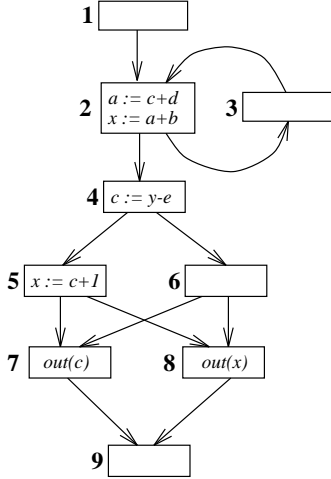 1
a := c+d
2
x := a+b
3
4
c := y-e
5
x := c+1
6
7
out(c)
8
out(x)
9